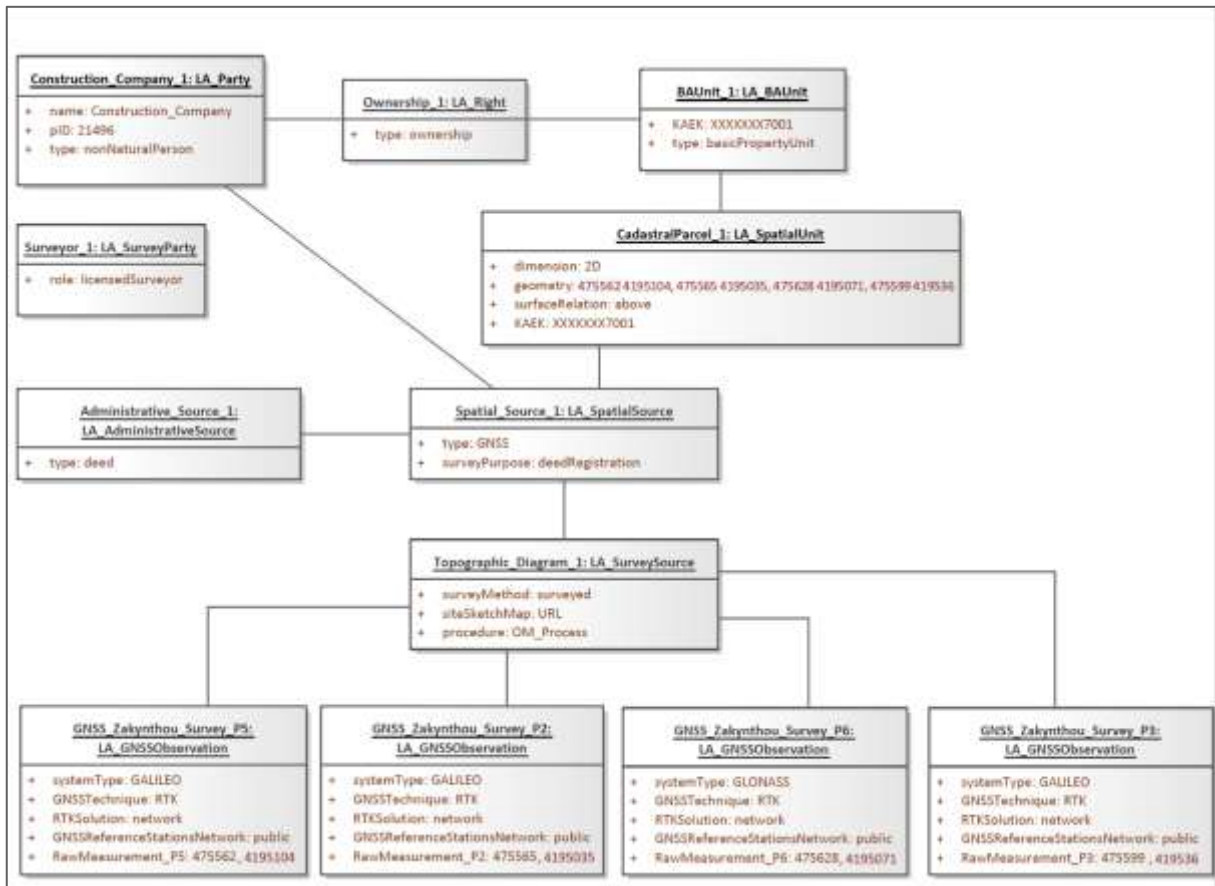 Construction_Company_1: LA_Party
+ name: Construction_Company
+ pID: 21496
+ type: nonNaturalPerson
Ownership_1: LA_Right
+ type: ownership
BAUnit_1: LA_BAUnit
+ KAEK: XXXXXXX7001
+ type: basicPropertyUnit
Surveyor_1: LA_SurveyParty
+ role: licensedSurveyor
CadastralParcel_1: LA_SpatialUnit
+ dimension: 2D
+ geometry: 475562 4195104, 475565 4195035, 475628 4195071, 475599 419536
+ surfaceRelation: above
+ KAEK: XXXXXXX7001
Administrative_Source_1:
LA_AdministrativeSource
+ type: deed
Spatial_Source_1: LA_SpatialSource
+ type: GNSS
+ surveyPurpose: deedRegistration
Topographic_Diagram_1: LA_SurveySource
+ surveyMethod: surveyed
+ siteSketchMap: URL
+ procedure: OM_Process
GNSS_Zakynthou_Survey_P5:
LA_GNSSObservation
+ systemType: GALILEO
+ GNSSTechnique: RTK
+ RTKSolution: network
+ GNSSReferenceStationsNetwork: public
+ RawMeasurement_P5: 475562, 4195104
GNSS_Zakynthou_Survey_P2:
LA_GNSSObservation
+ systemType: GALILEO
+ GNSSTechnique: RTK
+ RTKSolution: network
+ GNSSReferenceStationsNetwork: public
+ RawMeasurement_P2: 475565, 4195035
GNSS_Zakynthou_Survey_P6:
LA_GNSSObservation
+ systemType: GLONASS
+ GNSSTechnique: RTK
+ RTKSolution: network
+ GNSSReferenceStationsNetwork: public
+ RawMeasurement_P6: 475628, 4195071
GNSS_Zakynthou_Survey_P3:
LA_GNSSObservation
+ systemType: GALILEO
+ GNSSTechnique: RTK
+ RTKSolution: network
+ GNSSReferenceStationsNetwork: public
+ RawMeasurement_P3: 475599 , 419536